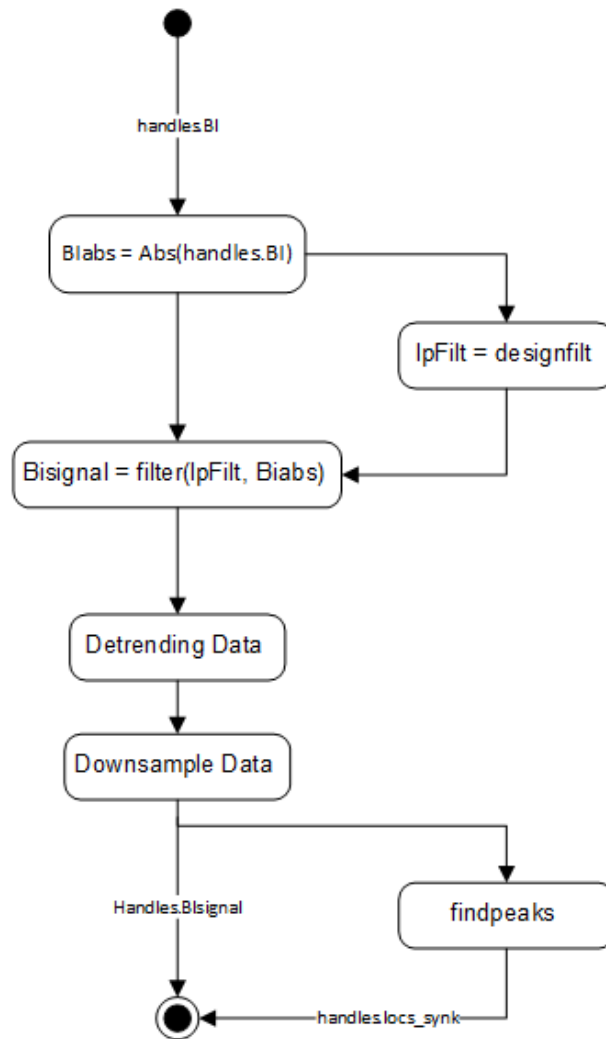 handles.BI
BIabs = Abs(handles.BI)
lpFilt = designfilt
Bisignal = filter(lpFilt, Biabs)
Detrending Data
Downsample Data
Handles.BIsignal
findpeaks
handles.locs_synk